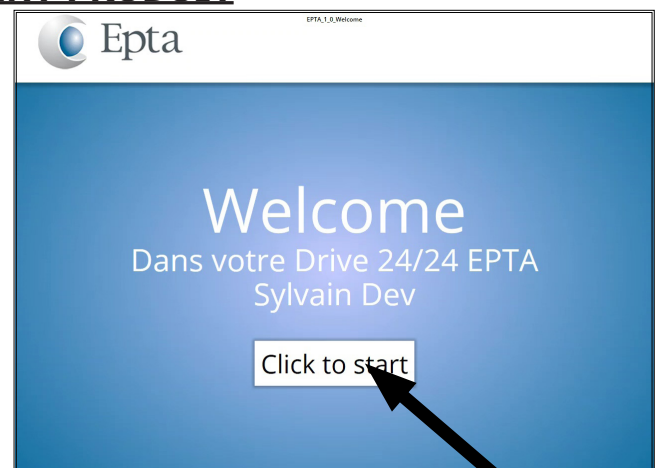 EPTA_1_0_Welcome
Epta
Welcome
Dans votre Drive 24/24 EPTA
Sylvain Dev
Click to start